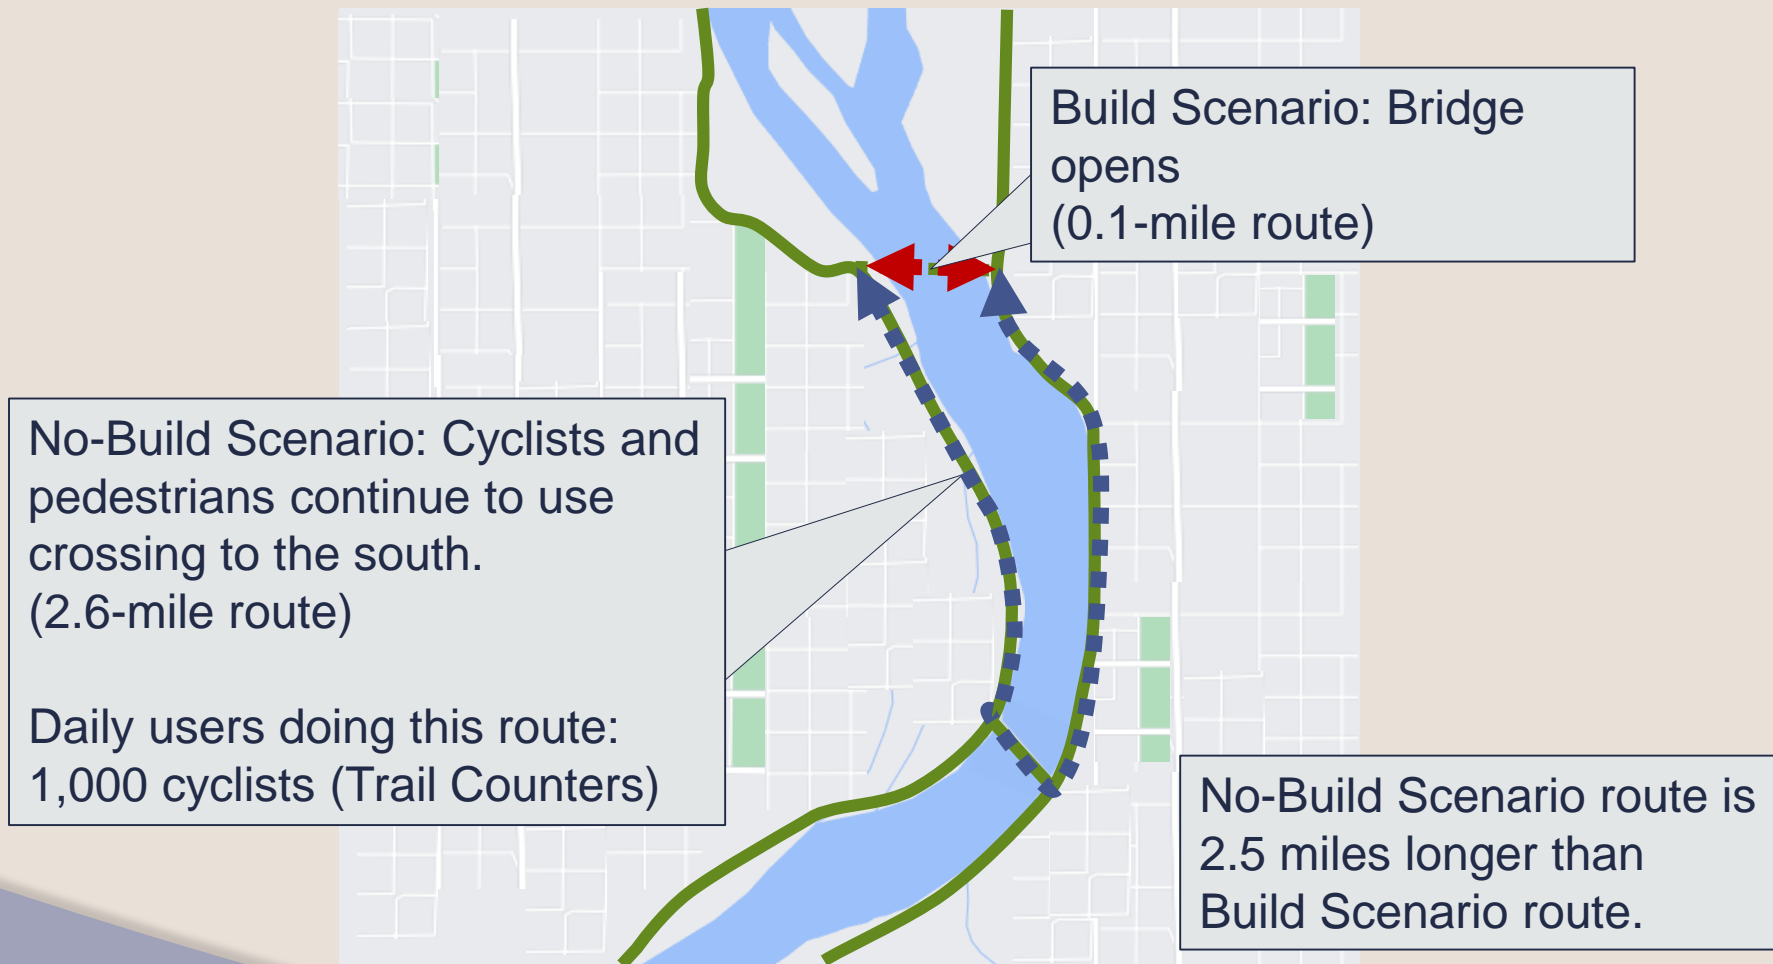 Build Scenario: Bridge
opens
(0.1-mile route)
No-Build Scenario: Cyclists and
pedestrians continue to use
crossing to the south.
(2.6-mile route)
Daily users doing this route:
1,000 cyclists (Trail Counters)
No-Build Scenario route is
2.5 miles longer than
Build Scenario route.